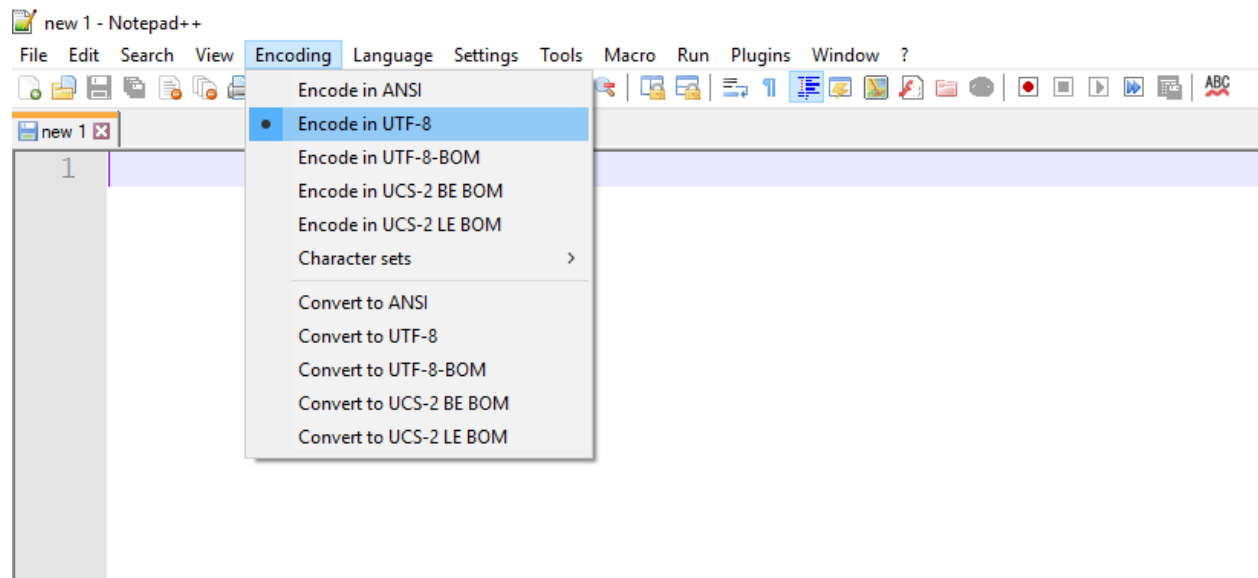 new 1 - Notepad++
File Edit Search View Encoding Language Settings Tools Macro Run Plugins Window ?
ABC
new 1
1
Encode in ANSI
Encode in UTF-8
Encode in UTF-8-BOM
Encode in UCS-2 BE BOM
Encode in UCS-2 LE BOM
Character sets
Convert to ANSI
Convert to UTF-8
Convert to UTF-8-BOM
Convert to UCS-2 BE BOM
Convert to UCS-2 LE BOM